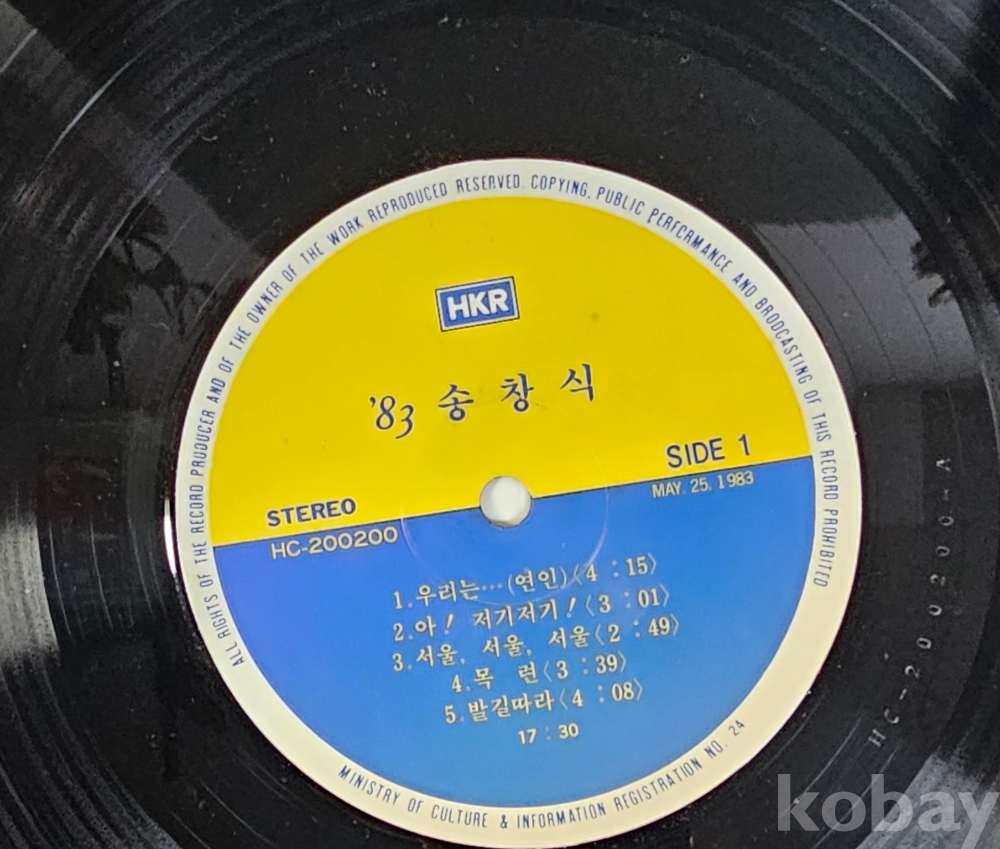 ALL RIGHTS OF THE RECORD PRUDUCER AND OF THE OWNER OF THE WORK REPRODUCED RESERVED. COPYING, PUBLIC PERFCRMANCE AND BRODCASTING OF THIS RECORD PROHIBITED
HKR
'83 송 창 식
SIDE 1
STEREO
MAY. 25. 1983
HC-200200
1.우리는…(연인)〈4 : 15〉
2.아! 저기저기!〈3 : 01〉
3.서울, 서울, 서울〈2 : 49〉
4.목 련〈3 : 39〉
5.발길따라〈4 : 08〉
17 : 30
MINISTRY OF CULTURE & INFORMATION REGISTRATION NO. 24
HC-200200-A
kobay